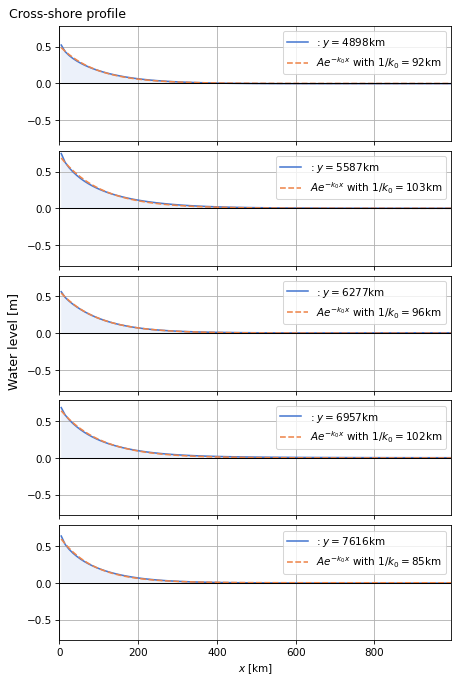 Cross-shore profile
0.5
0.0
−0.5
: y = 4898km
Ae^{−k₀x} with 1/k₀ = 92km
0.5
0.0
−0.5
: y = 5587km
Ae^{−k₀x} with 1/k₀ = 103km
Water level [m]
0.5
0.0
−0.5
: y = 6277km
Ae^{−k₀x} with 1/k₀ = 96km
0.5
0.0
−0.5
: y = 6957km
Ae^{−k₀x} with 1/k₀ = 102km
0.5
0.0
−0.5
: y = 7616km
Ae^{−k₀x} with 1/k₀ = 85km
0 200 400 600 800
x [km]